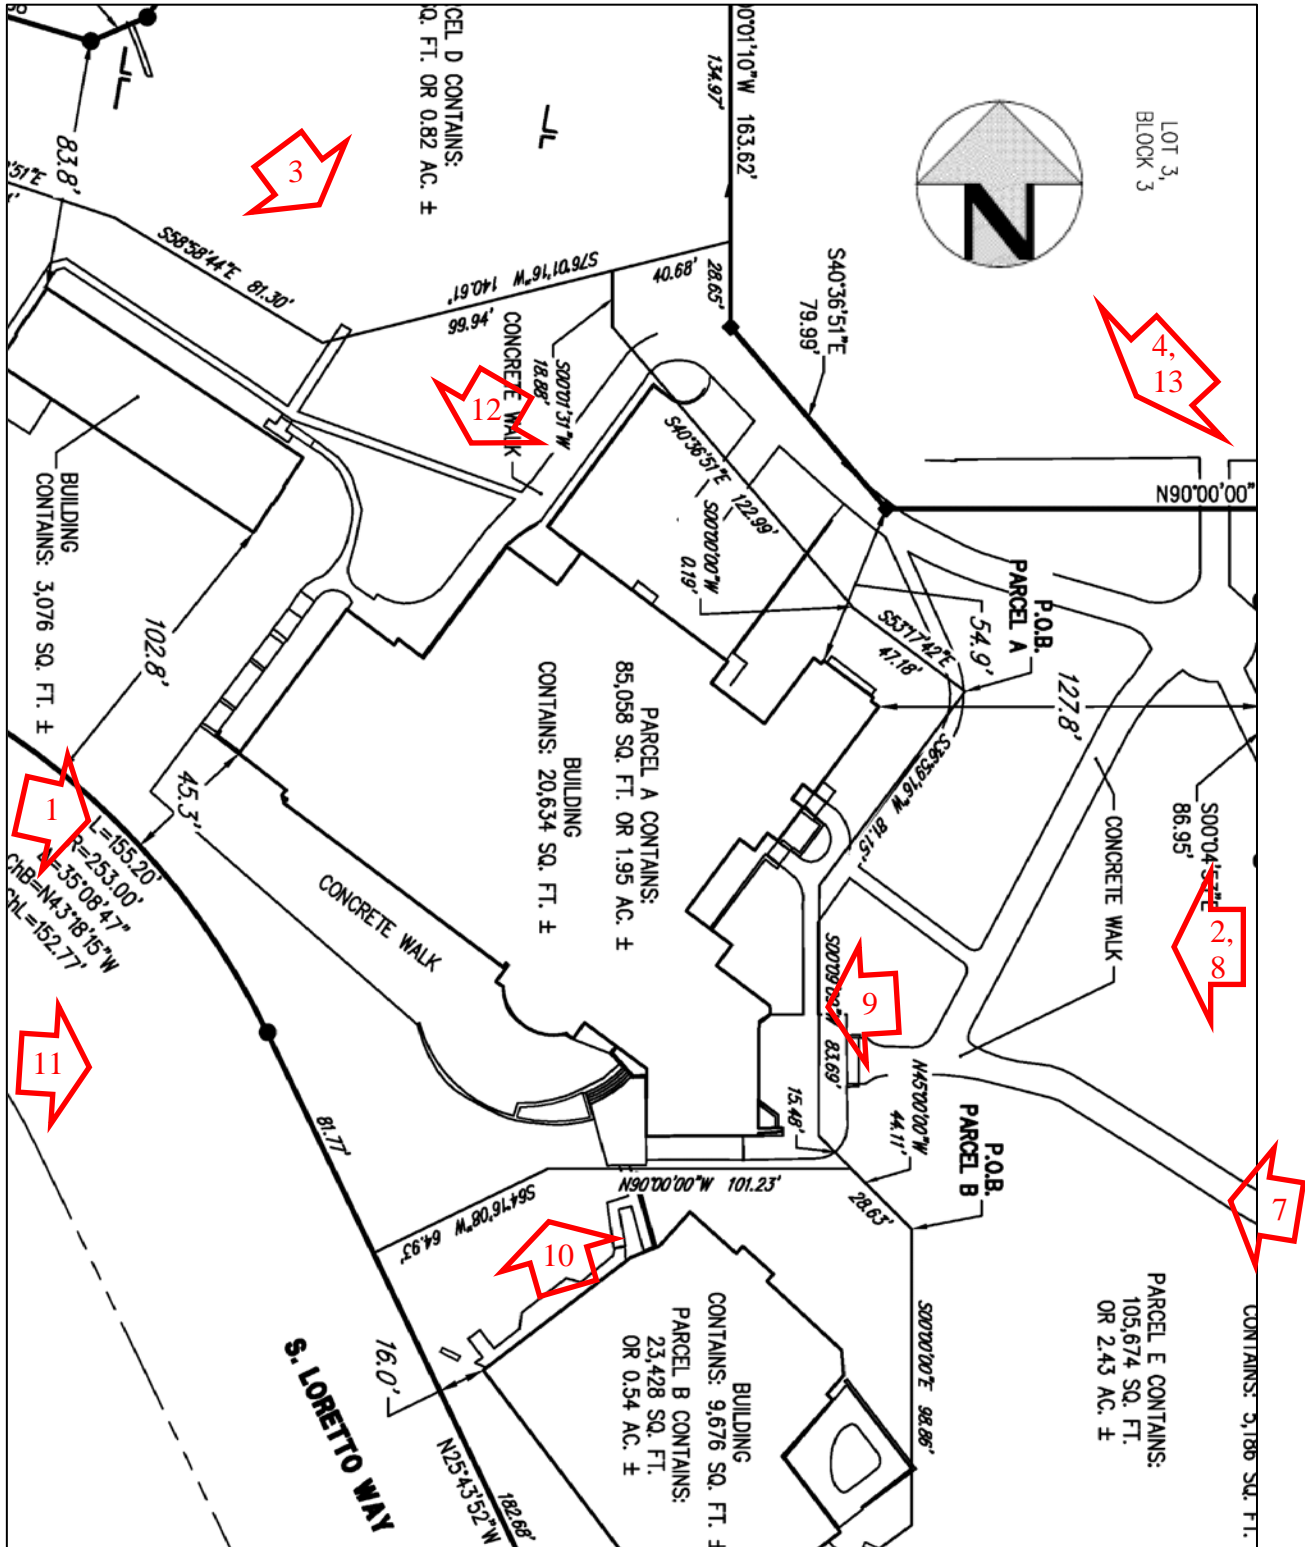 LOT 3,
BLOCK 3
N
00°01'10"W 163.62'
134.97'
28.65'
CEL D CONTAINS:
Q. FT. OR 0.82 AC. ±
83.8'
'51"E
S58°58'44"E 81.30'
S76°01'16"W 140.61'
99.94'
40.68'
S00°01'31"W
18.88'
CONCRETE WALK
S40°36'51"E
79.99'
S40°36'51"E 122.99'
S00°00'00"W
0.19'
N90°00'00"
P.O.B.
PARCEL A
54.9'
S53°17'42"E
47.18'
127.8'
S36°59'16"W 81.15'
S00°04'53"E
86.95'
CONCRETE WALK
BUILDING
CONTAINS: 3,076 SQ. FT. ±
102.8'
45.3'
PARCEL A CONTAINS:
85,058 SQ. FT. OR 1.95 AC. ±
BUILDING
CONTAINS: 20,634 SQ. FT. ±
CONCRETE WALK
L=155.20'
R=253.00'
=35°08'47"
ChB=N43°18'15"W
hL=152.77'
83.69'
15.48'
N45°00'00"W
44.11'
28.63'
P.O.B.
PARCEL B
N90°00'00"W 101.23'
S64°16'08"W 64.93'
81.77'
16.0'
N25°43'52"W
182.68'
S. LORETTO WAY
BUILDING
CONTAINS: 9,676 SQ. FT. ±
PARCEL B CONTAINS:
23,428 SQ. FT.
OR 0.54 AC. ±
S00°00'00"E 98.86'
PARCEL E CONTAINS:
105,674 SQ. FT.
OR 2.43 AC. ±
CONTAINS: 5,186 SQ. FT.
3
4,
13
12
1
2,
8
9
11
7
10